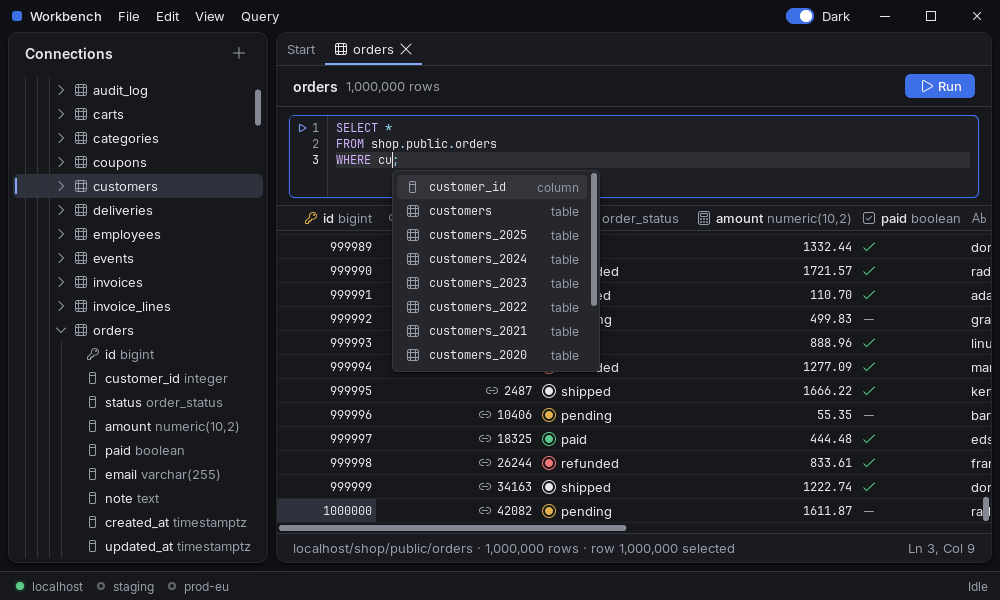 Workbench File Edit View Query Dark
Connections
audit_log
carts
categories
coupons
customers
deliveries
employees
events
invoices
invoice_lines
orders
id bigint
customer_id integer
status order_status
amount numeric(10,2)
paid boolean
email varchar(255)
note text
created_at timestamptz
updated_at timestamptz
Start orders
orders 1,000,000 rows Run
1 SELECT *
2 FROM shop.public.orders
3 WHERE cu;
customer_id column
customers table
customers_2025 table
customers_2024 table
customers_2023 table
customers_2022 table
customers_2021 table
customers_2020 table
id bigint order_status amount numeric(10,2) paid boolean Ab
999989 1332.44
999990 1721.57
999991 110.70
999992 499.83
999993 888.96
999994 1277.09
999995 2487 shipped 1666.22
999996 10406 pending 55.35
999997 18325 paid 444.48
999998 26244 refunded 833.61
999999 34163 shipped 1222.74
1000000 42082 pending 1611.87
localhost/shop/public/orders · 1,000,000 rows · row 1,000,000 selected Ln 3, Col 9
localhost staging prod-eu Idle